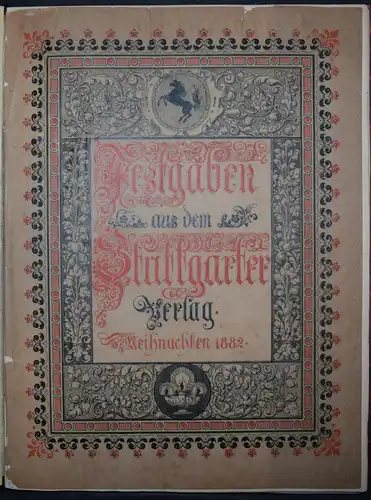 Festgaben
aus dem
Stuttgarter
Verlag.
Weihnachten 1882.